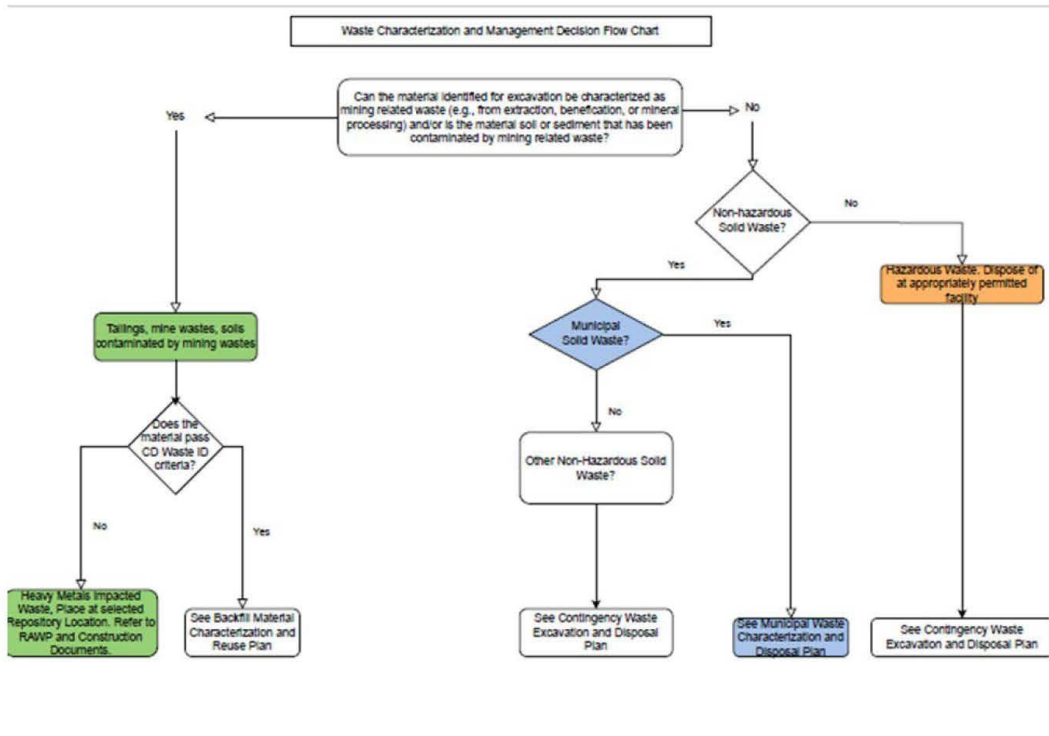 Waste Characterization and Management Decision Flow Chart
Can the material identified for excavation be characterized as
mining related waste (e.g., from extraction, benefication, or mineral
processing) and/or is the material soil or sediment that has been
contaminated by mining related waste?
Yes
No
Non-hazardous
Solid Waste?
No
Yes
Hazardous Waste. Dispose of
at appropriately permitted
facility
Tailings, mine wastes, soils
contaminated by mining wastes
Municipal
Solid Waste?
Yes
No
Does the
material pass
CD Waste ID
criteria?
Other Non-Hazardous Solid
Waste?
No
Yes
Heavy Metals Impacted
Waste, Place at selected
Repository Location. Refer to
RAWP and Construction
Documents.
See Backfill Material
Characterization and
Reuse Plan
See Contingency Waste
Excavation and Disposal
Plan
See Municipal Waste
Characterization and
Disposal Plan
See Contingency Waste
Excavation and Disposal Plan